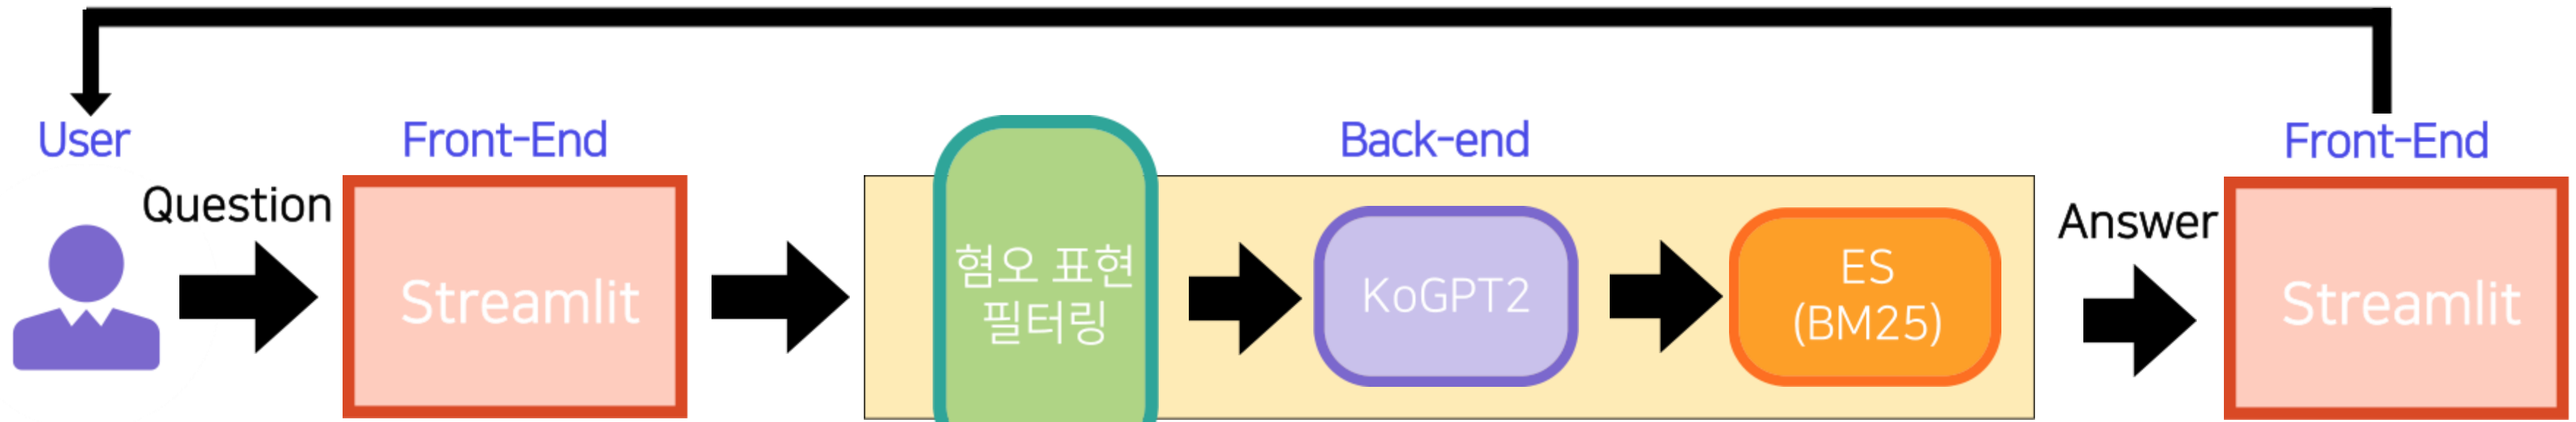 User
Question
Front-End
Streamlit
Back-end
혐오 표현
필터링
KoGPT2
ES
(BM25)
Answer
Front-End
Streamlit